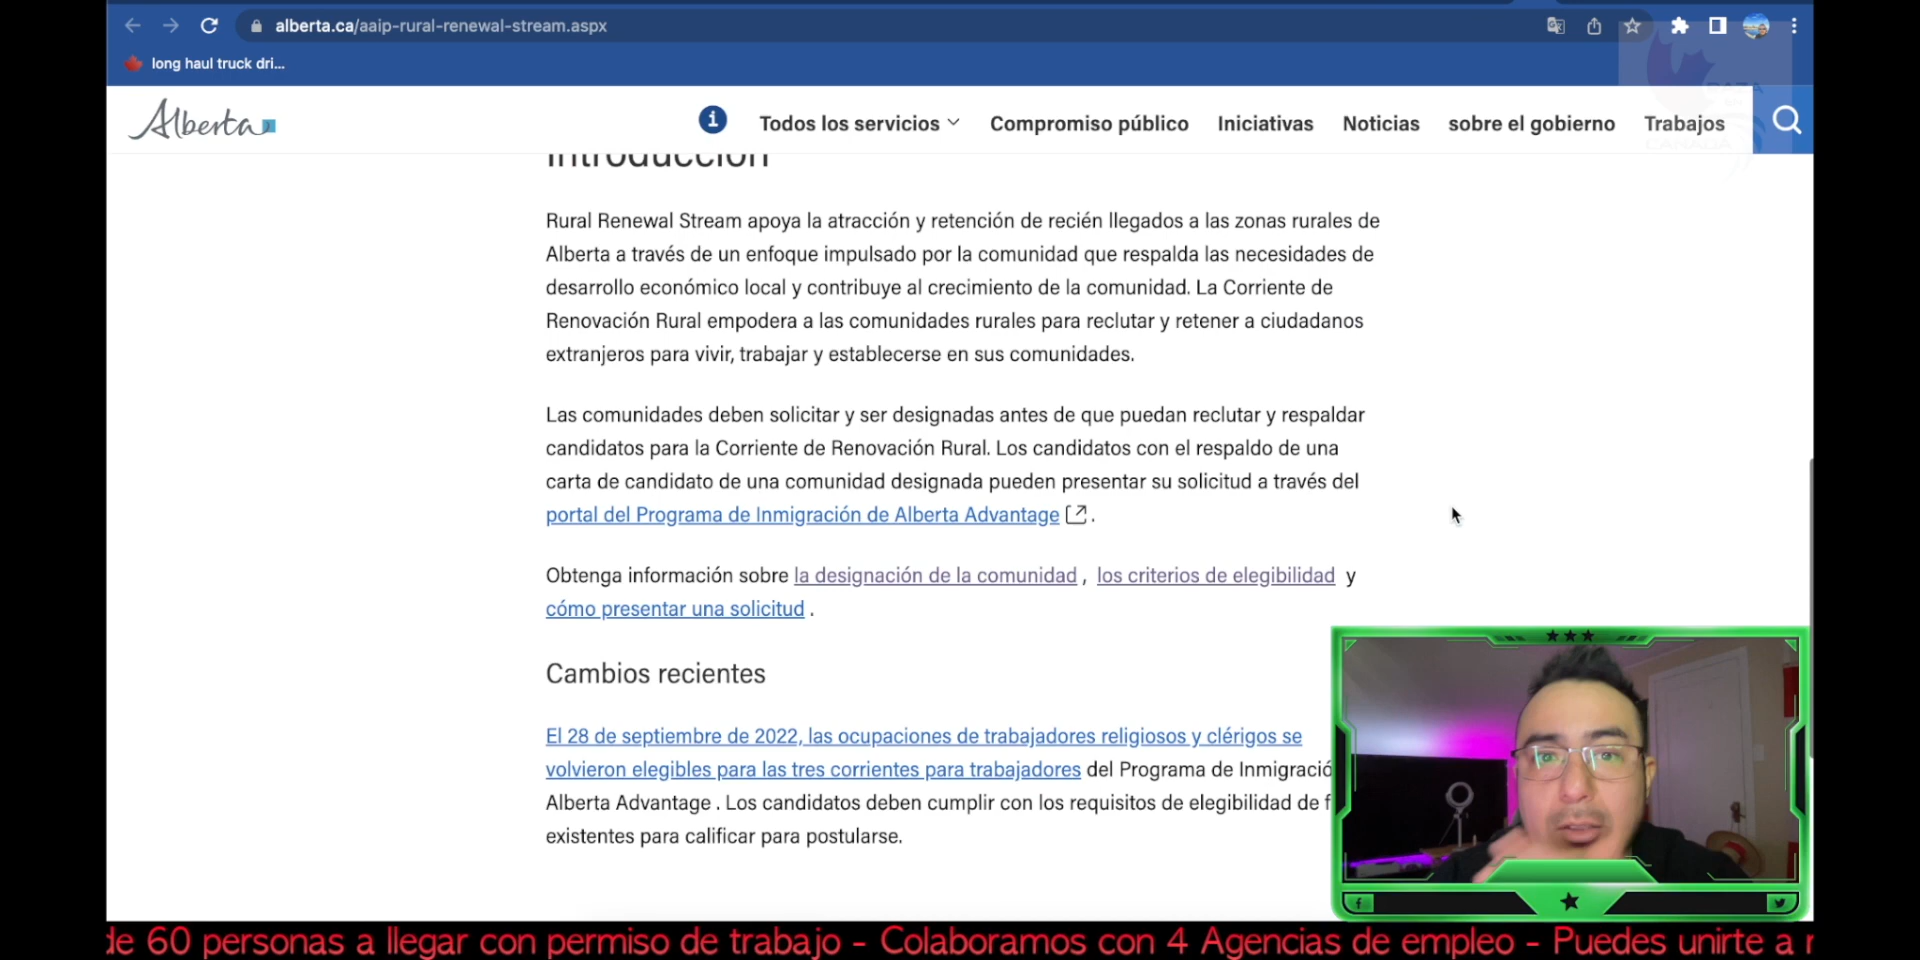 alberta.ca/aaip-rural-renewal-stream.aspx
long haul truck dri...
Alberta
Todos los servicios
Compromiso público
Iniciativas
Noticias
sobre el gobierno
Trabajos
Introducción
Rural Renewal Stream apoya la atracción y retención de recién llegados a las zonas rurales de
Alberta a través de un enfoque impulsado por la comunidad que respalda las necesidades de
desarrollo económico local y contribuye al crecimiento de la comunidad. La Corriente de
Renovación Rural empodera a las comunidades rurales para reclutar y retener a ciudadanos
extranjeros para vivir, trabajar y establecerse en sus comunidades.
Las comunidades deben solicitar y ser designadas antes de que puedan reclutar y respaldar
candidatos para la Corriente de Renovación Rural. Los candidatos con el respaldo de una
carta de candidato de una comunidad designada pueden presentar su solicitud a través del
portal del Programa de Inmigración de Alberta Advantage .
Obtenga información sobre la designación de la comunidad , los criterios de elegibilidad y
cómo presentar una solicitud .
Cambios recientes
El 28 de septiembre de 2022, las ocupaciones de trabajadores religiosos y clérigos se
volvieron elegibles para las tres corrientes para trabajadores del Programa de Inmigració
Alberta Advantage . Los candidatos deben cumplir con los requisitos de elegibilidad de f
existentes para calificar para postularse.
de 60 personas a llegar con permiso de trabajo - Colaboramos con 4 Agencias de empleo - Puedes unirte a